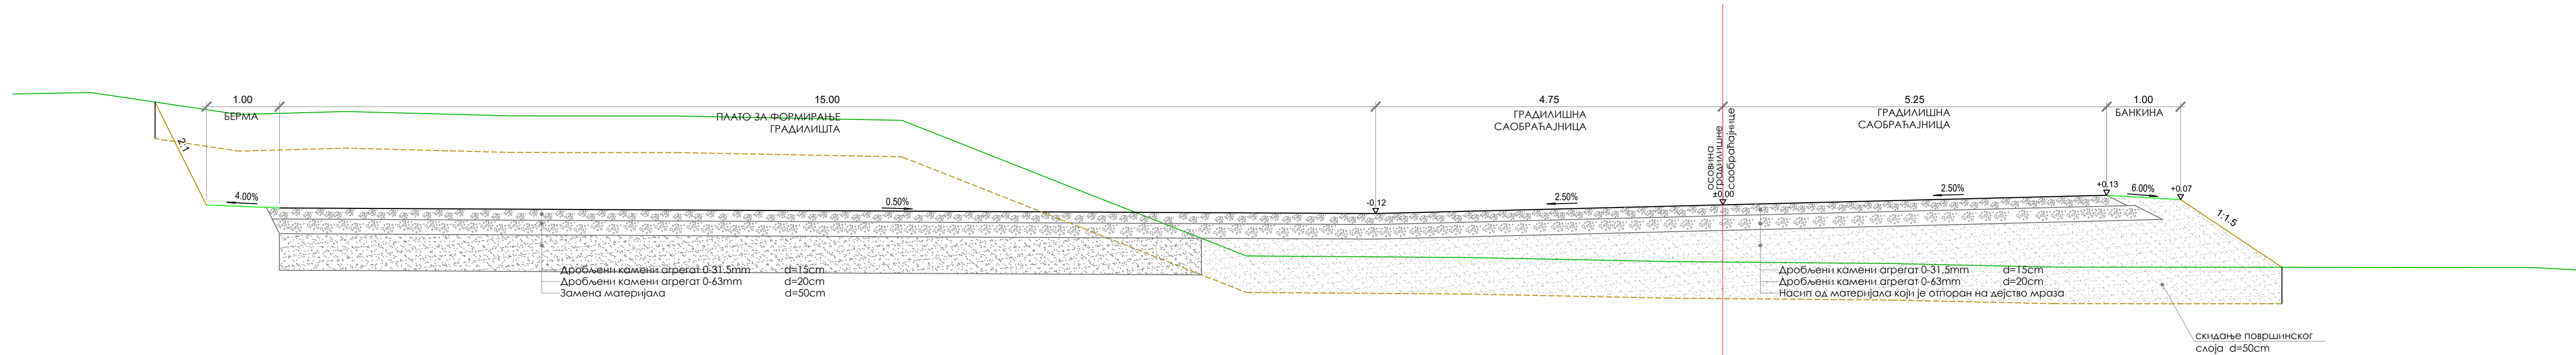 1.00
БЕРМА
15.00
ПЛАТО ЗА ФОРМИРАЊЕ
ГРАДИЛИШТА
4.75
ГРАДИЛИШНА
САОБРАЋАЈНИЦА
осовина
градилишне
саобраћајнице
5.25
ГРАДИЛИШНА
САОБРАЋАЈНИЦА
1.00
БАНКИНА
2:1
4.00%
0.50%
-0.12
2.50%
±0.00
2.50%
+0.13
6.00%
+0.07
1:1.5
Дробљени камени агрегат 0-31.5mm d=15cm
Дробљени камени агрегат 0-63mm d=20cm
Замена материјала d=50cm
Дробљени камени агрегат 0-31.5mm d=15cm
Дробљени камени агрегат 0-63mm d=20cm
Насип од материјала који је отпоран на дејство мраза
скидање површинског
слоја d=50cm